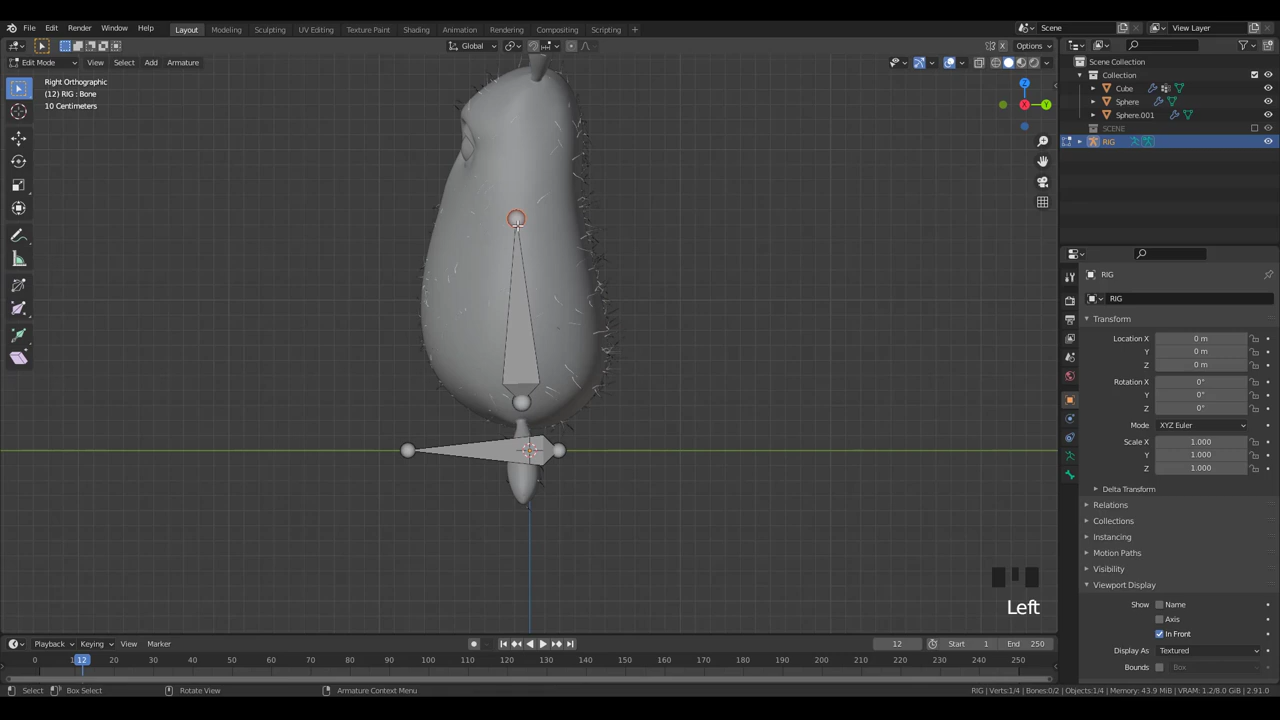 File Edit Render Window Help Layout Modeling Sculpting UV Editing Texture Paint Shading Animation Rendering Compositing Scripting + Scene View Layer
Global Options
Edit Mode View Select Add Armature
Right Orthographic
(12) RIG : Bone
10 Centimeters
Z
X
Y
Scene Collection
Collection
Cube
Sphere
Sphere.001
SCENE
RIG
RIG
RIG
Transform
Location X 0 m
Y 0 m
Z 0 m
Rotation X 0°
Y 0°
Z 0°
Mode XYZ Euler
Scale X 1.000
Y 1.000
Z 1.000
Delta Transform
Relations
Collections
Instancing
Motion Paths
Visibility
Viewport Display
Show Name
Axis
In Front
Display As Textured
Bounds Box
Left
Playback Keying View Marker 12 Start 1 End 250
0 12 20 30 40 50 60 70 80 90 100 110 120 130 140 150 160 170 180 190 200 210 220 230 240 250
Select Box Select Rotate View Armature Context Menu RIG | Verts:1/4 | Bones:0/2 | Objects:1/4 | Memory: 43.9 MiB | VRAM: 1.2/8.0 GiB | 2.91.0